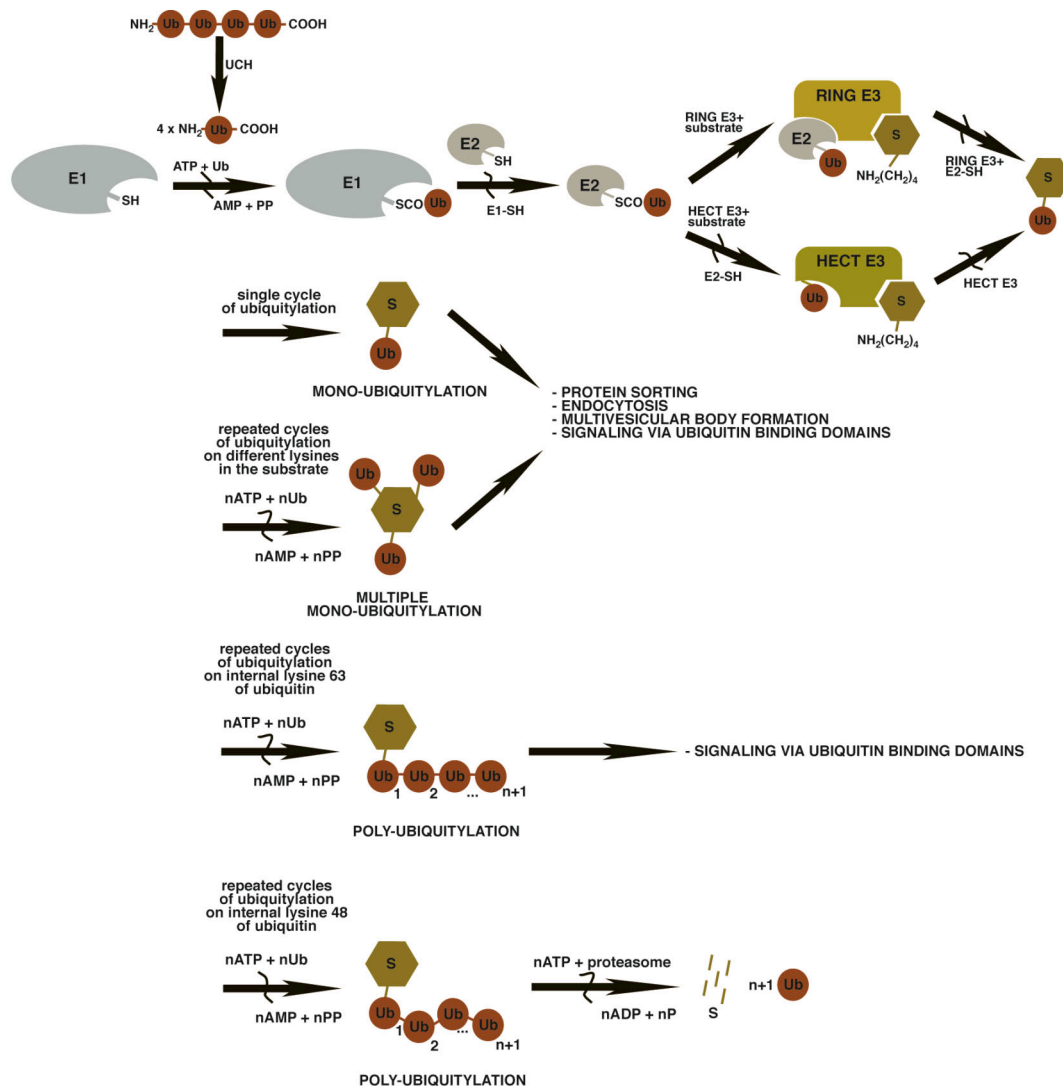 NH2 Ub Ub Ub Ub COOH
UCH
4 x NH2 Ub COOH
E1
SH
ATP + Ub
AMP + PP
E1
SCO Ub
E2
SH
E1-SH
E2
SCO Ub
RING E3+
substrate
RING E3
E2
Ub
S
NH2(CH2)4
RING E3+
E2-SH
HECT E3+
substrate
E2-SH
HECT E3
Ub
S
NH2(CH2)4
HECT E3
S
Ub
single cycle
of ubiquitylation
S
Ub
MONO-UBIQUITYLATION
repeated cycles
of ubiquitylation
on different lysines
in the substrate
nATP + nUb
nAMP + nPP
Ub Ub
S
Ub
MULTIPLE
MONO-UBIQUITYLATION
- PROTEIN SORTING
- ENDOCYTOSIS
- MULTIVESICULAR BODY FORMATION
- SIGNALING VIA UBIQUITIN BINDING DOMAINS
repeated cycles
of ubiquitylation
on internal lysine 63
of ubiquitin
nATP + nUb
nAMP + nPP
S
Ub Ub Ub Ub
1 2 ... n+1
POLY-UBIQUITYLATION
- SIGNALING VIA UBIQUITIN BINDING DOMAINS
repeated cycles
of ubiquitylation
on internal lysine 48
of ubiquitin
nATP + nUb
nAMP + nPP
S
Ub Ub Ub Ub
1 2 ... n+1
POLY-UBIQUITYLATION
nATP + proteasome
nADP + nP
S
n+1 Ub